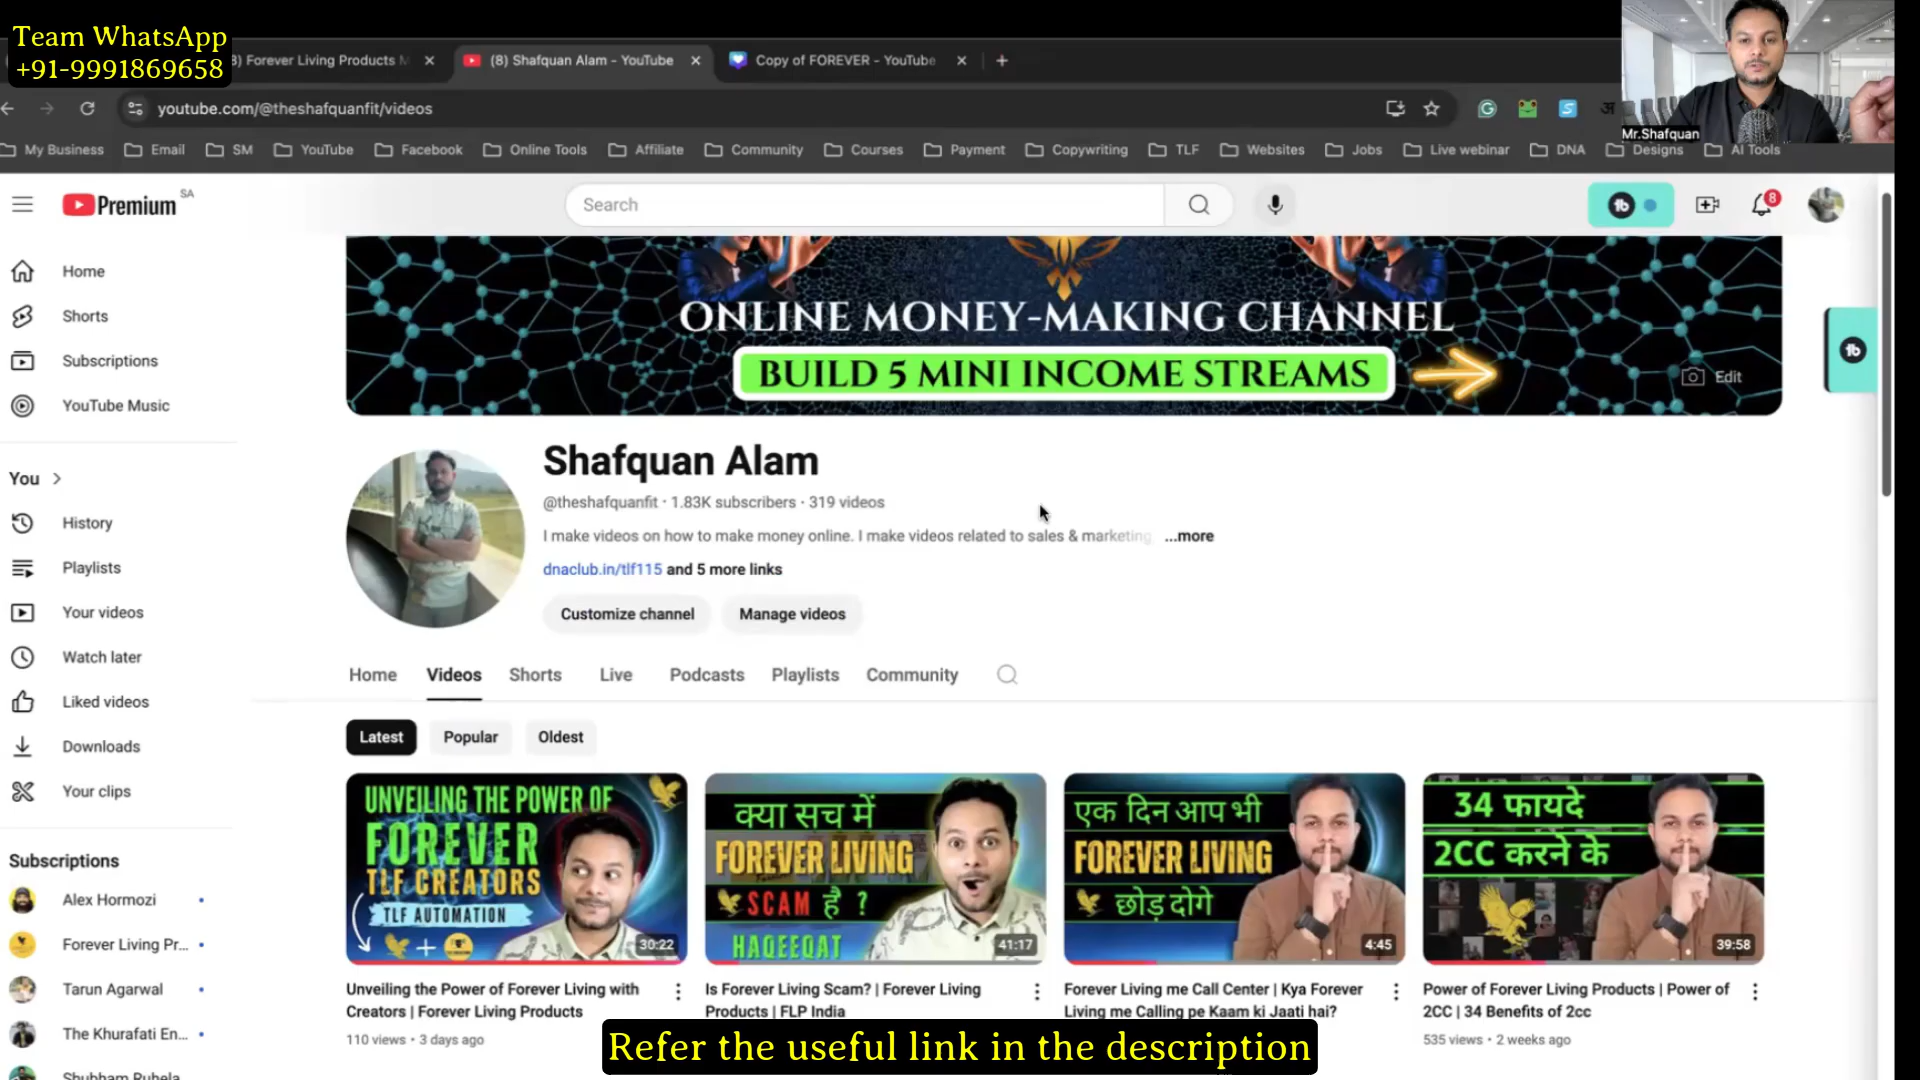 Team WhatsApp
+91-9991869658
Forever Living Products
(8) Shafquan Alam - YouTube
Copy of FOREVER - YouTube
youtube.com/@theshafquanfit/videos
Mr.Shafquan
My Business
Email
SM
YouTube
Facebook
Online Tools
Affiliate
Community
Courses
Payment
Copywriting
TLF
Websites
Jobs
Live webinar
DNA
Designs
AI Tools
Premium
SA
Search
8
Home
Shorts
Subscriptions
YouTube Music
You
History
Playlists
Your videos
Watch later
Liked videos
Downloads
Your clips
Subscriptions
Alex Hormozi
Forever Living Pr...
Tarun Agarwal
The Khurafati En...
Shubham Ruhela
ONLINE MONEY-MAKING CHANNEL
BUILD 5 MINI INCOME STREAMS
Edit
Shafquan Alam
@theshafquanfit · 1.83K subscribers · 319 videos
I make videos on how to make money online. I make videos related to sales & marketing ...more
dnaclub.in/tlf115 and 5 more links
Customize channel
Manage videos
Home
Videos
Shorts
Live
Podcasts
Playlists
Community
Latest
Popular
Oldest
UNVEILING THE POWER OF
FOREVER
TLF CREATORS
TLF AUTOMATION
30:22
Unveiling the Power of Forever Living with
Creators | Forever Living Products
110 views · 3 days ago
क्या सच में
FOREVER LIVING
SCAM है ?
HAQEEQAT
41:17
Is Forever Living Scam? | Forever Living
Products | FLP India
एक दिन आप भी
FOREVER LIVING
छोड़ दोगे
4:45
Forever Living me Call Center | Kya Forever
Living me Calling pe Kaam ki Jaati hai?
34 फायदे
2CC करने के
39:58
Power of Forever Living Products | Power of
2CC | 34 Benefits of 2cc
535 views · 2 weeks ago
Refer the useful link in the description